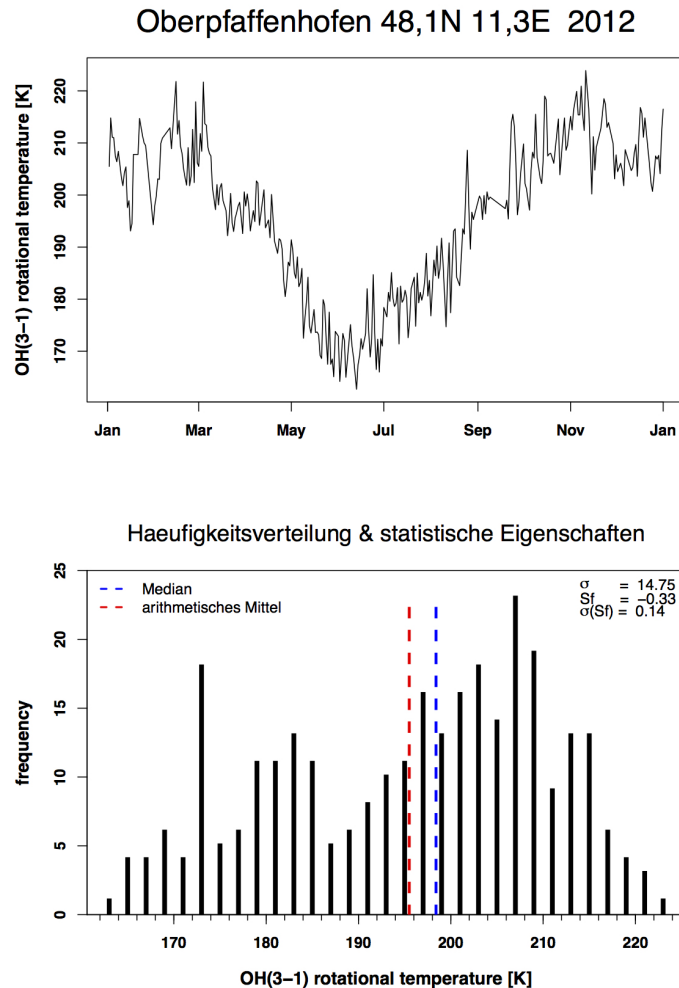 Oberpfaffenhofen 48,1N 11,3E 2012
OH(3−1) rotational temperature [K]
220
210
200
190
180
170
Jan Mar May Jul Sep Nov Jan
Haeufigkeitsverteilung & statistische Eigenschaften
frequency
25
20
15
10
5
0
Median
arithmetisches Mittel
σ = 14.75
Sf = −0.33
σ(Sf) = 0.14
170 180 190 200 210 220
OH(3−1) rotational temperature [K]